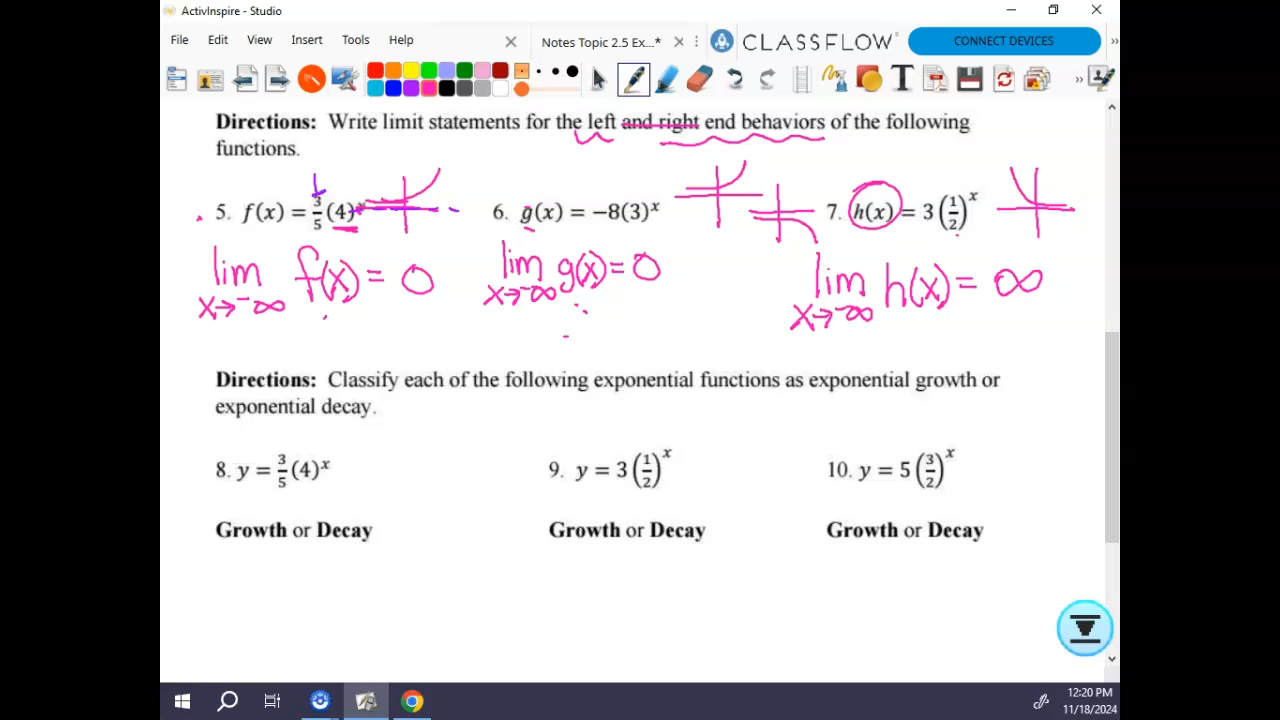 ActivInspire - Studio
File Edit View Insert Tools Help
Notes Topic 2.5 Ex...*
CLASSFLOW
CONNECT DEVICES
Directions: Write limit statements for the left and right end behaviors of the following
functions.
5. f(x) = 3/5 (4)^x 6. g(x) = −8(3)^x 7. h(x) = 3(1/2)^x
lim x→-∞ f(x) = 0 lim x→-∞ g(x) = 0 lim x→-∞ h(x) = ∞
Directions: Classify each of the following exponential functions as exponential growth or
exponential decay.
8. y = 3/5 (4)^x 9. y = 3(1/2)^x 10. y = 5(3/2)^x
Growth or Decay Growth or Decay Growth or Decay
12:20 PM
11/18/2024